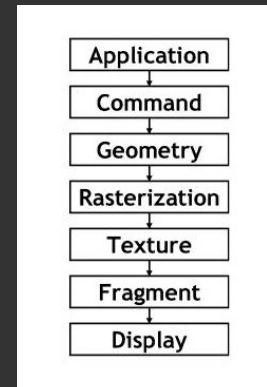 Application
Command
Geometry
Rasterization
Texture
Fragment
Display